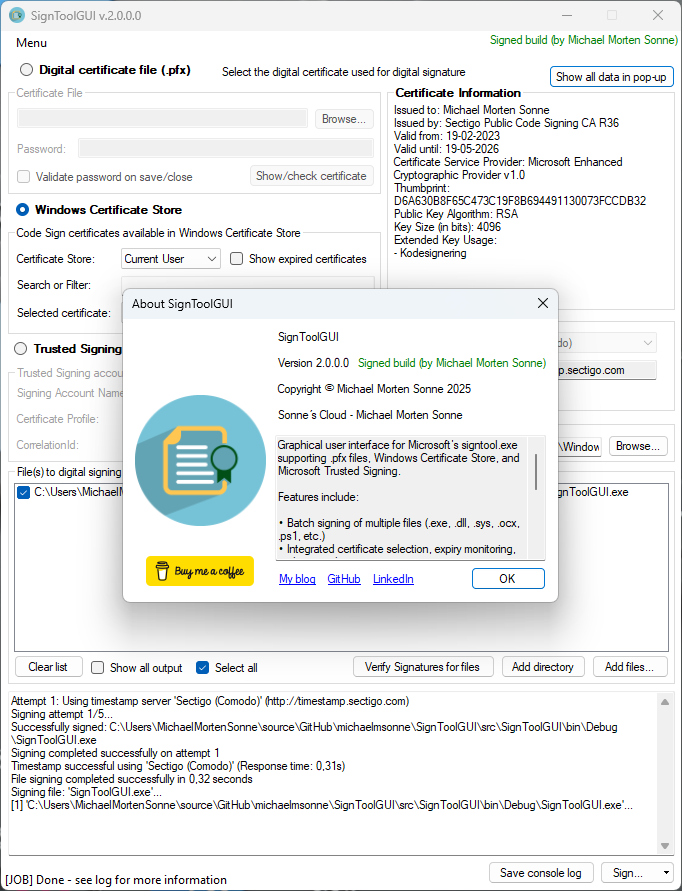 SignToolGUI v.2.0.0.0
Menu
Signed build (by Michael Morten Sonne)
Digital certificate file (.pfx)
Select the digital certificate used for digital signature
Show all data in pop-up
Certificate File
Browse...
Password:
Validate password on save/close
Show/check certificate
Certificate Information
Issued to: Michael Morten Sonne
Issued by: Sectigo Public Code Signing CA R36
Valid from: 19-02-2023
Valid until: 19-05-2026
Certificate Service Provider: Microsoft Enhanced
Cryptographic Provider v1.0
Thumbprint:
D6A630B8F65C473C19F8B694491130073FCCDB32
Public Key Algorithm: RSA
Key Size (in bits): 4096
Extended Key Usage:
- Kodesignering
Windows Certificate Store
Code Sign certificates available in Windows Certificate Store
Certificate Store:
Current User
Show expired certificates
Search or Filter:
Selected certificate:
Trusted Signing
Trusted Signing accou
Signing Account Name
Certificate Profile:
CorrelationId:
do)
p.sectigo.com
\Window
Browse...
About SignToolGUI
SignToolGUI
Version 2.0.0.0 Signed build (by Michael Morten Sonne)
Copyright © Michael Morten Sonne 2025
Sonne´s Cloud - Michael Morten Sonne
Graphical user interface for Microsoft's signtool.exe
supporting .pfx files, Windows Certificate Store, and
Microsoft Trusted Signing.
Features include:
• Batch signing of multiple files (.exe, .dll, .sys, .ocx,
.ps1, etc.)
• Integrated certificate selection, expiry monitoring,
Buy me a coffee
My blog
GitHub
LinkedIn
OK
File(s) to digital signing
C:\Users\MichaelM
gnToolGUI.exe
Clear list
Show all output
Select all
Verify Signatures for files
Add directory
Add files...
Attempt 1: Using timestamp server 'Sectigo (Comodo)' (http://timestamp.sectigo.com)
Signing attempt 1/5...
Successfully signed: C:\Users\MichaelMortenSonne\source\GitHub\michaelmsonne\SignToolGUI\src\SignToolGUI\bin\Debug
\SignToolGUI.exe
Signing completed successfully on attempt 1
Timestamp successful using 'Sectigo (Comodo)' (Response time: 0,31s)
File signing completed successfully in 0,32 seconds
Signing file: 'SignToolGUI.exe'...
[1] 'C:\Users\MichaelMortenSonne\source\GitHub\michaelmsonne\SignToolGUI\src\SignToolGUI\bin\Debug\SignToolGUI.exe'...
[JOB] Done - see log for more information
Save console log
Sign...